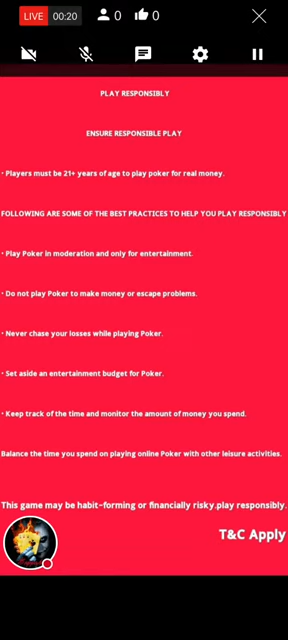 LIVE 00:20 0 0
PLAY RESPONSIBLY
ENSURE RESPONSIBLE PLAY
• Players must be 21+ years of age to play poker for real money.
FOLLOWING ARE SOME OF THE BEST PRACTICES TO HELP YOU PLAY RESPONSIBLY
• Play Poker in moderation and only for entertainment.
• Do not play Poker to make money or escape problems.
• Never chase your losses while playing Poker.
• Set aside an entertainment budget for Poker.
• Keep track of the time and monitor the amount of money you spend.
Balance the time you spend on playing online Poker with other leisure activities.
This game may be habit-forming or financially risky.play responsibly.
T&C Apply